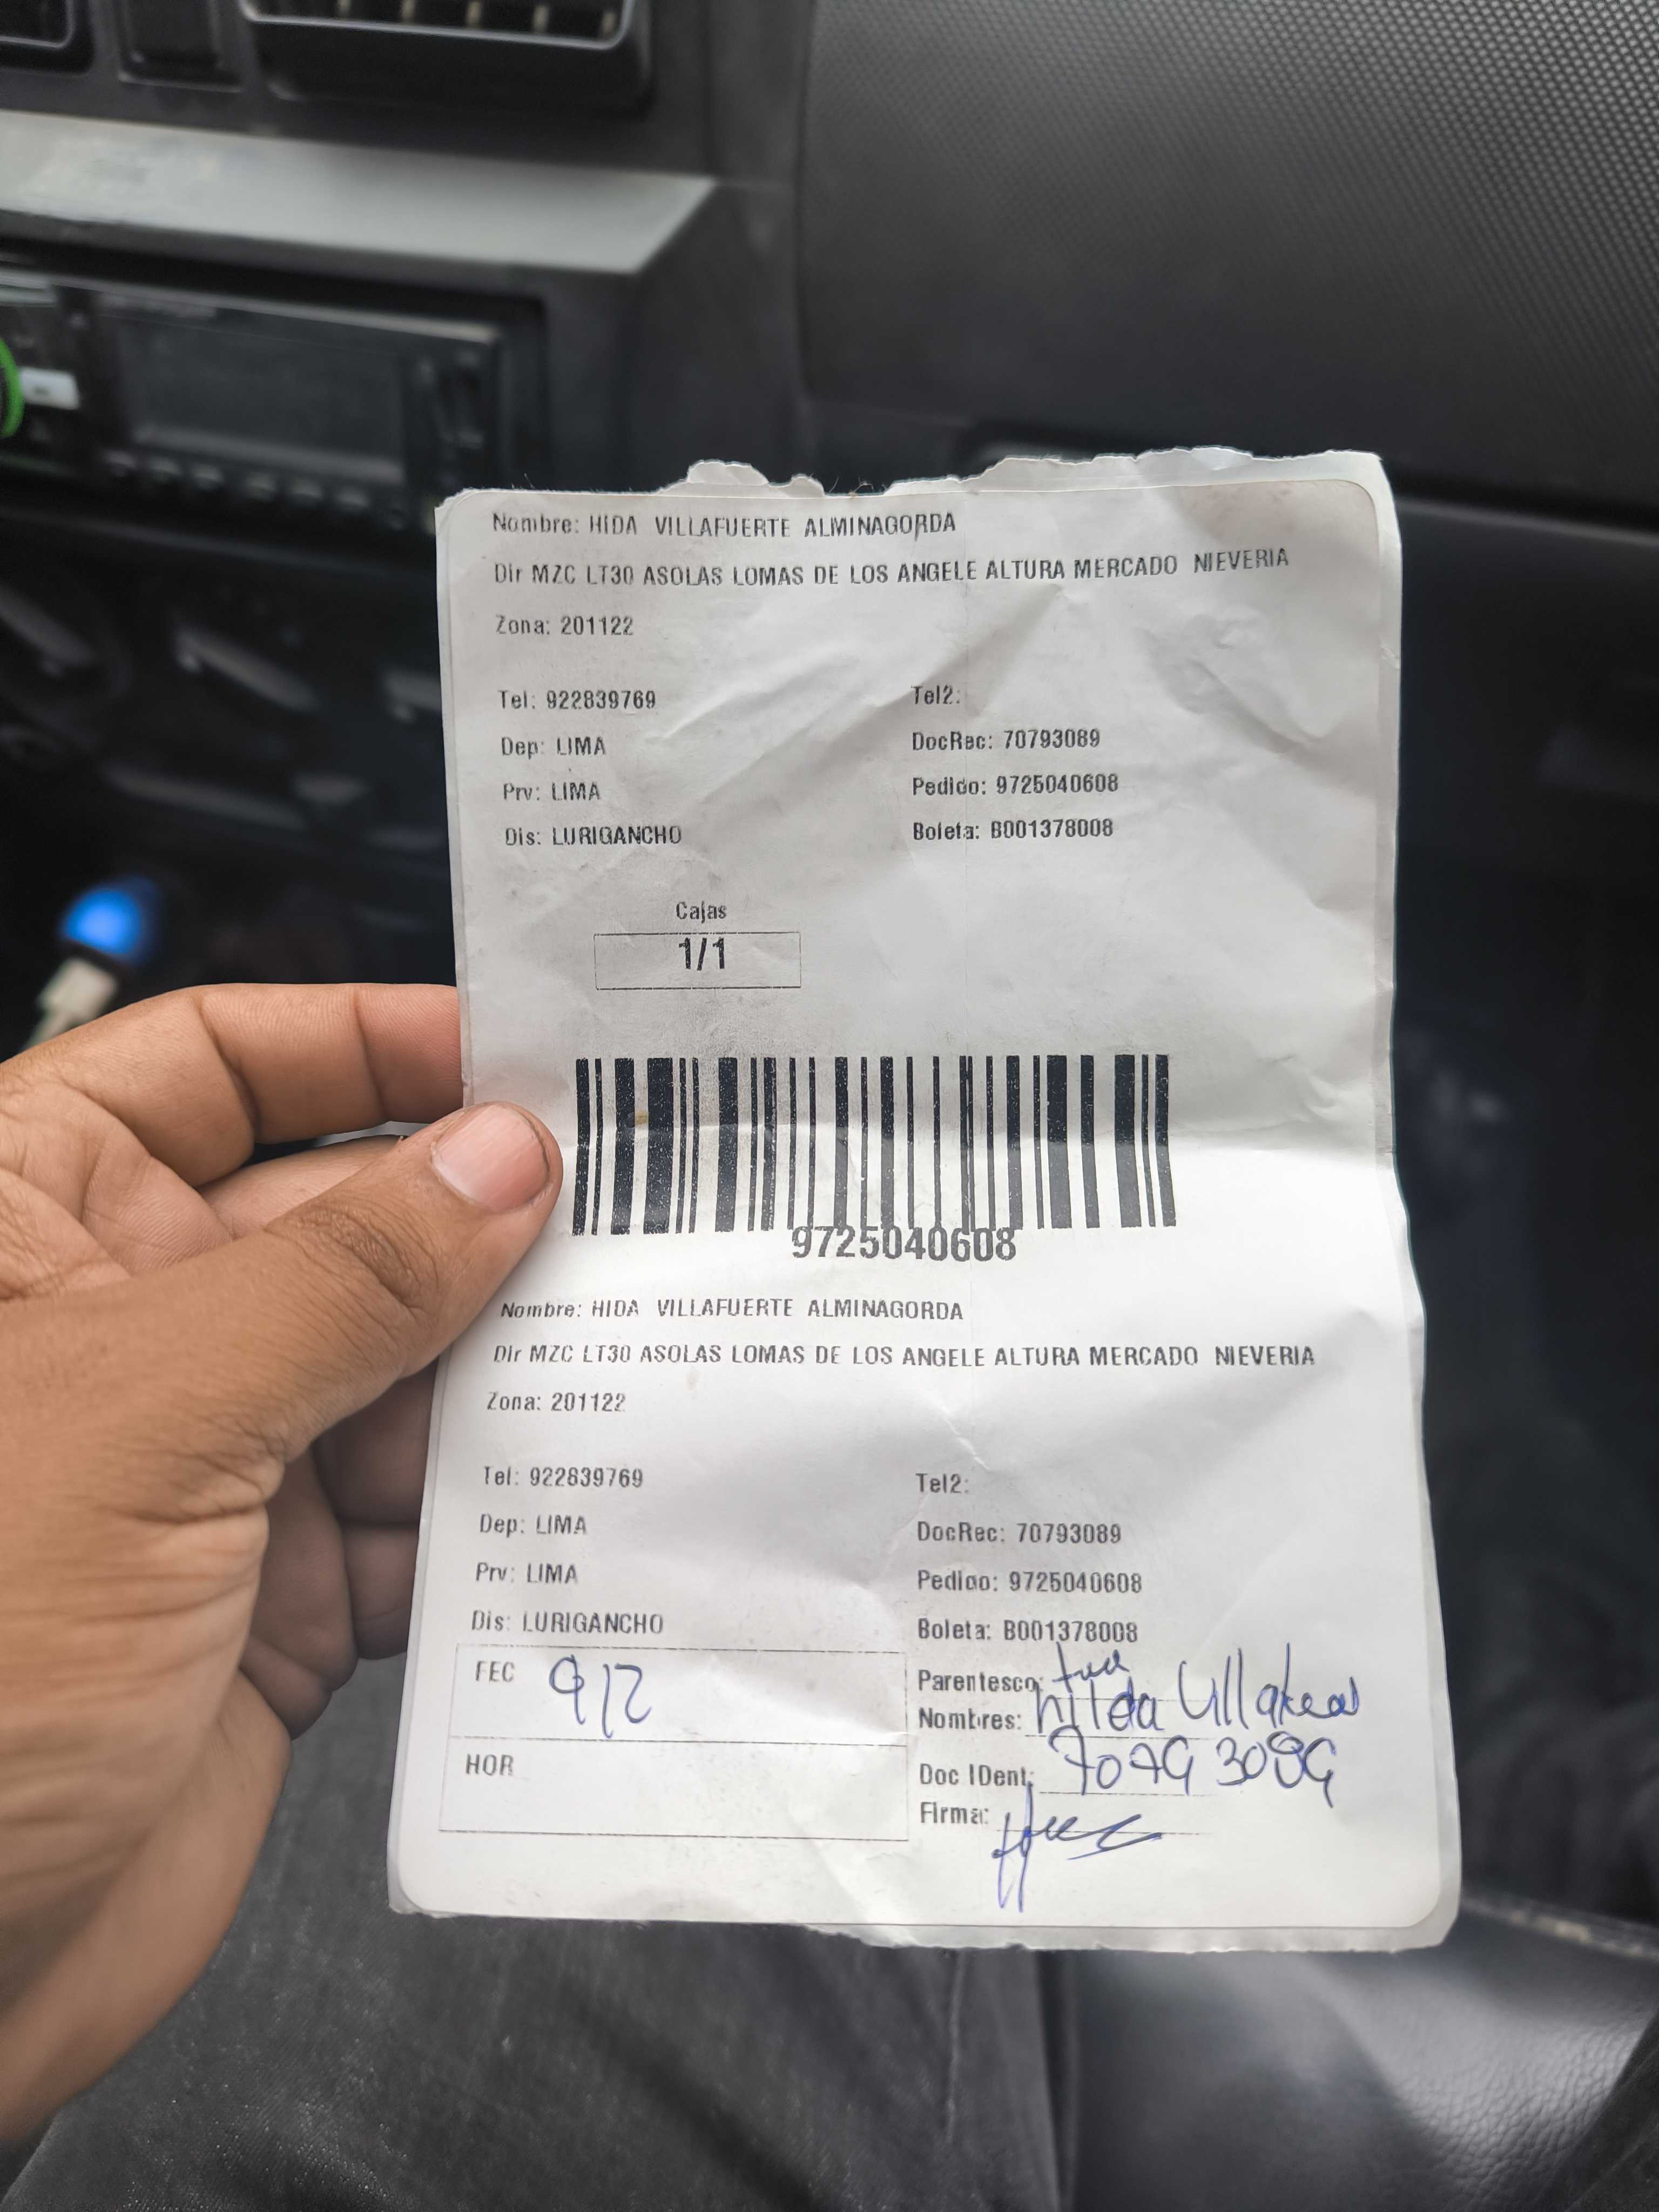 Nombre: HIDA VILLAFUERTE ALMINAGORDA
Dir MZC LT30 ASOLAS LOMAS DE LOS ANGELE ALTURA MERCADO NIEVERIA
Zona: 201122
Tel: 922839769 Tel2:
Dep: LIMA DocRec: 70793089
Prv: LIMA Pedido: 9725040608
Dis: LURIGANCHO Boleta: B001378008
Cajas
1/1
9725040608
Nombre: HIDA VILLAFUERTE ALMINAGORDA
Dir MZC LT30 ASOLAS LOMAS DE LOS ANGELE ALTURA MERCADO NIEVERIA
Zona: 201122
Tel: 922839769 Tel2:
Dep: LIMA DocRec: 70793089
Prv: LIMA Pedido: 9725040608
Dis: LURIGANCHO Boleta: B001378008
FEC 9/2 Parentesco:
Nombres: hilda
HOR Doc IDent: 70793089
Firma: